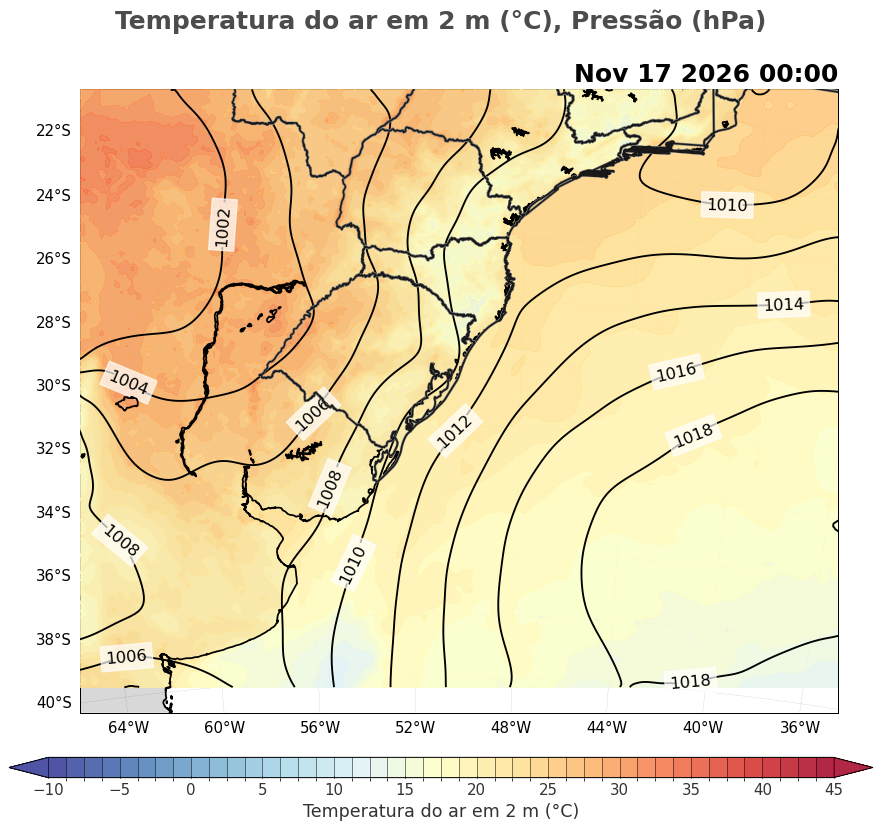 Temperatura do ar em 2 m (°C), Pressão (hPa)
Nov 17 2026 00:00
22°S
24°S
26°S
28°S
30°S
32°S
34°S
36°S
38°S
40°S
1002
1010
1014
1004
1016
1006
1012
1018
1008
1008
1010
1006
1018
64°W 60°W 56°W 52°W 48°W 44°W 40°W 36°W
−10 −5 0 5 10 15 20 25 30 35 40 45
Temperatura do ar em 2 m (°C)